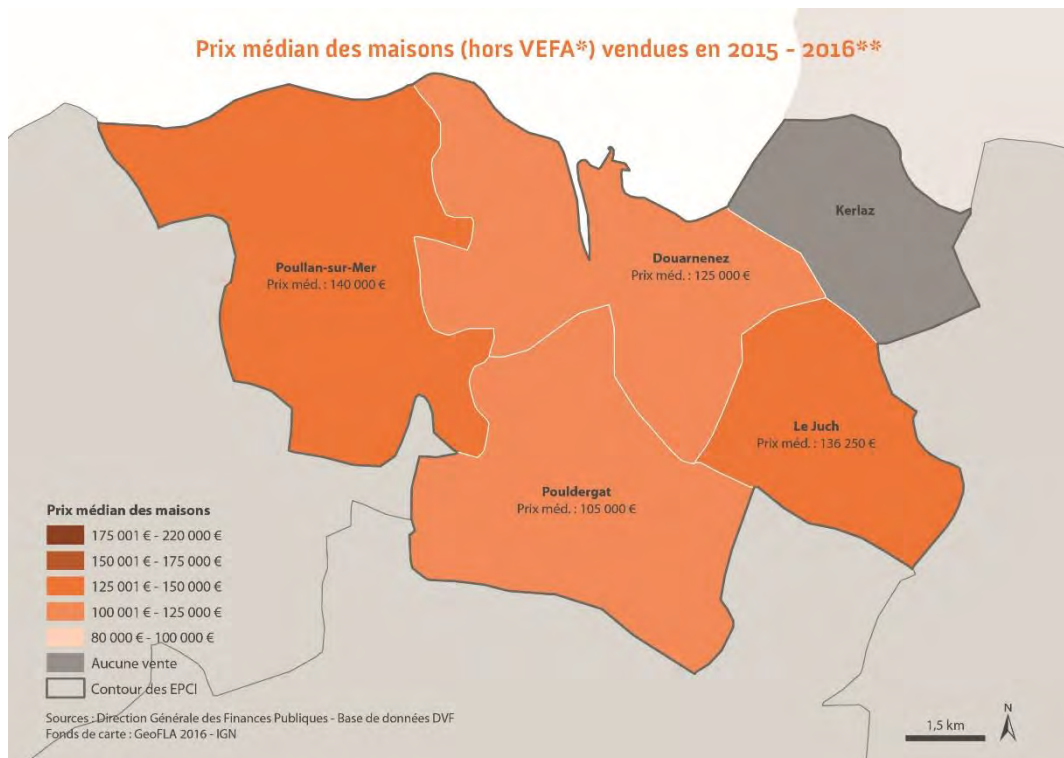 Prix médian des maisons (hors VEFA*) vendues en 2015 - 2016**
Kerlaz
Poullan-sur-Mer
Prix méd. : 140 000 €
Douarnenez
Prix méd. : 125 000 €
Le Juch
Prix méd. : 136 250 €
Pouldergat
Prix méd. : 105 000 €
Prix médian des maisons
175 001 € - 220 000 €
150 001 € - 175 000 €
125 001 € - 150 000 €
100 001 € - 125 000 €
80 000 € - 100 000 €
Aucune vente
Contour des EPCI
Sources : Direction Générale des Finances Publiques - Base de données DVF
Fonds de carte : GeoFLA 2016 - IGN
1,5 km
N